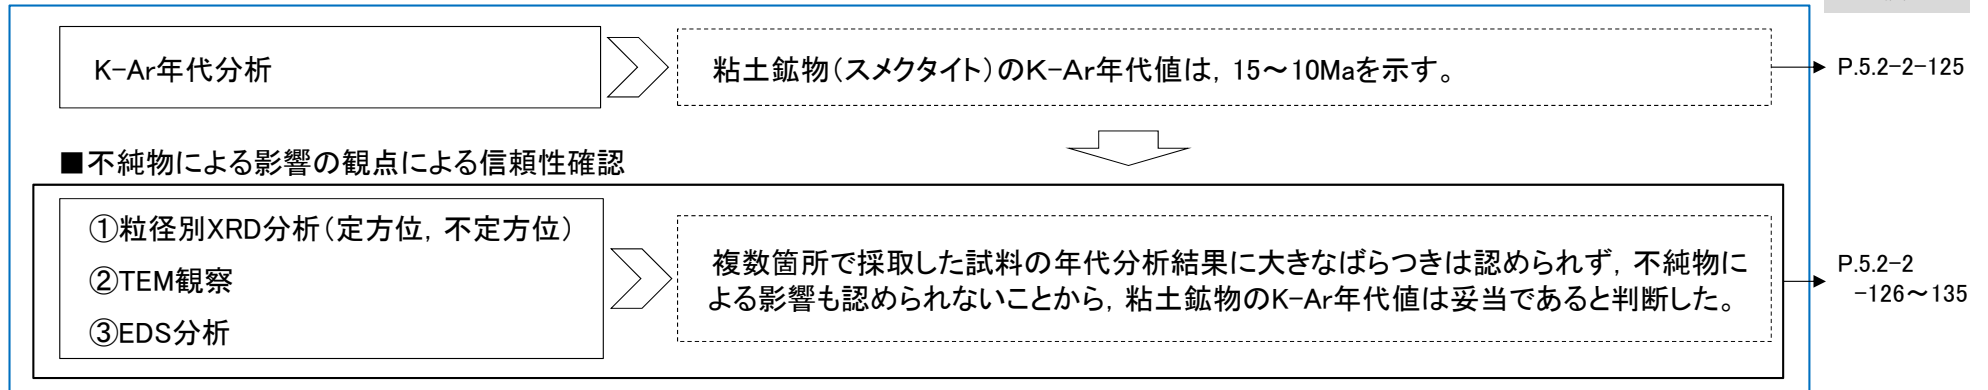 K-Ar年代分析
粘土鉱物(スメクタイト)のK-Ar年代値は，15～10Maを示す。
P.5.2-2-125
■不純物による影響の観点による信頼性確認
①粒径別XRD分析(定方位，不定方位)
②TEM観察
③EDS分析
複数箇所で採取した試料の年代分析結果に大きなばらつきは認められず，不純物に
よる影響も認められないことから，粘土鉱物のK-Ar年代値は妥当であると判断した。
P.5.2-2
-126～135